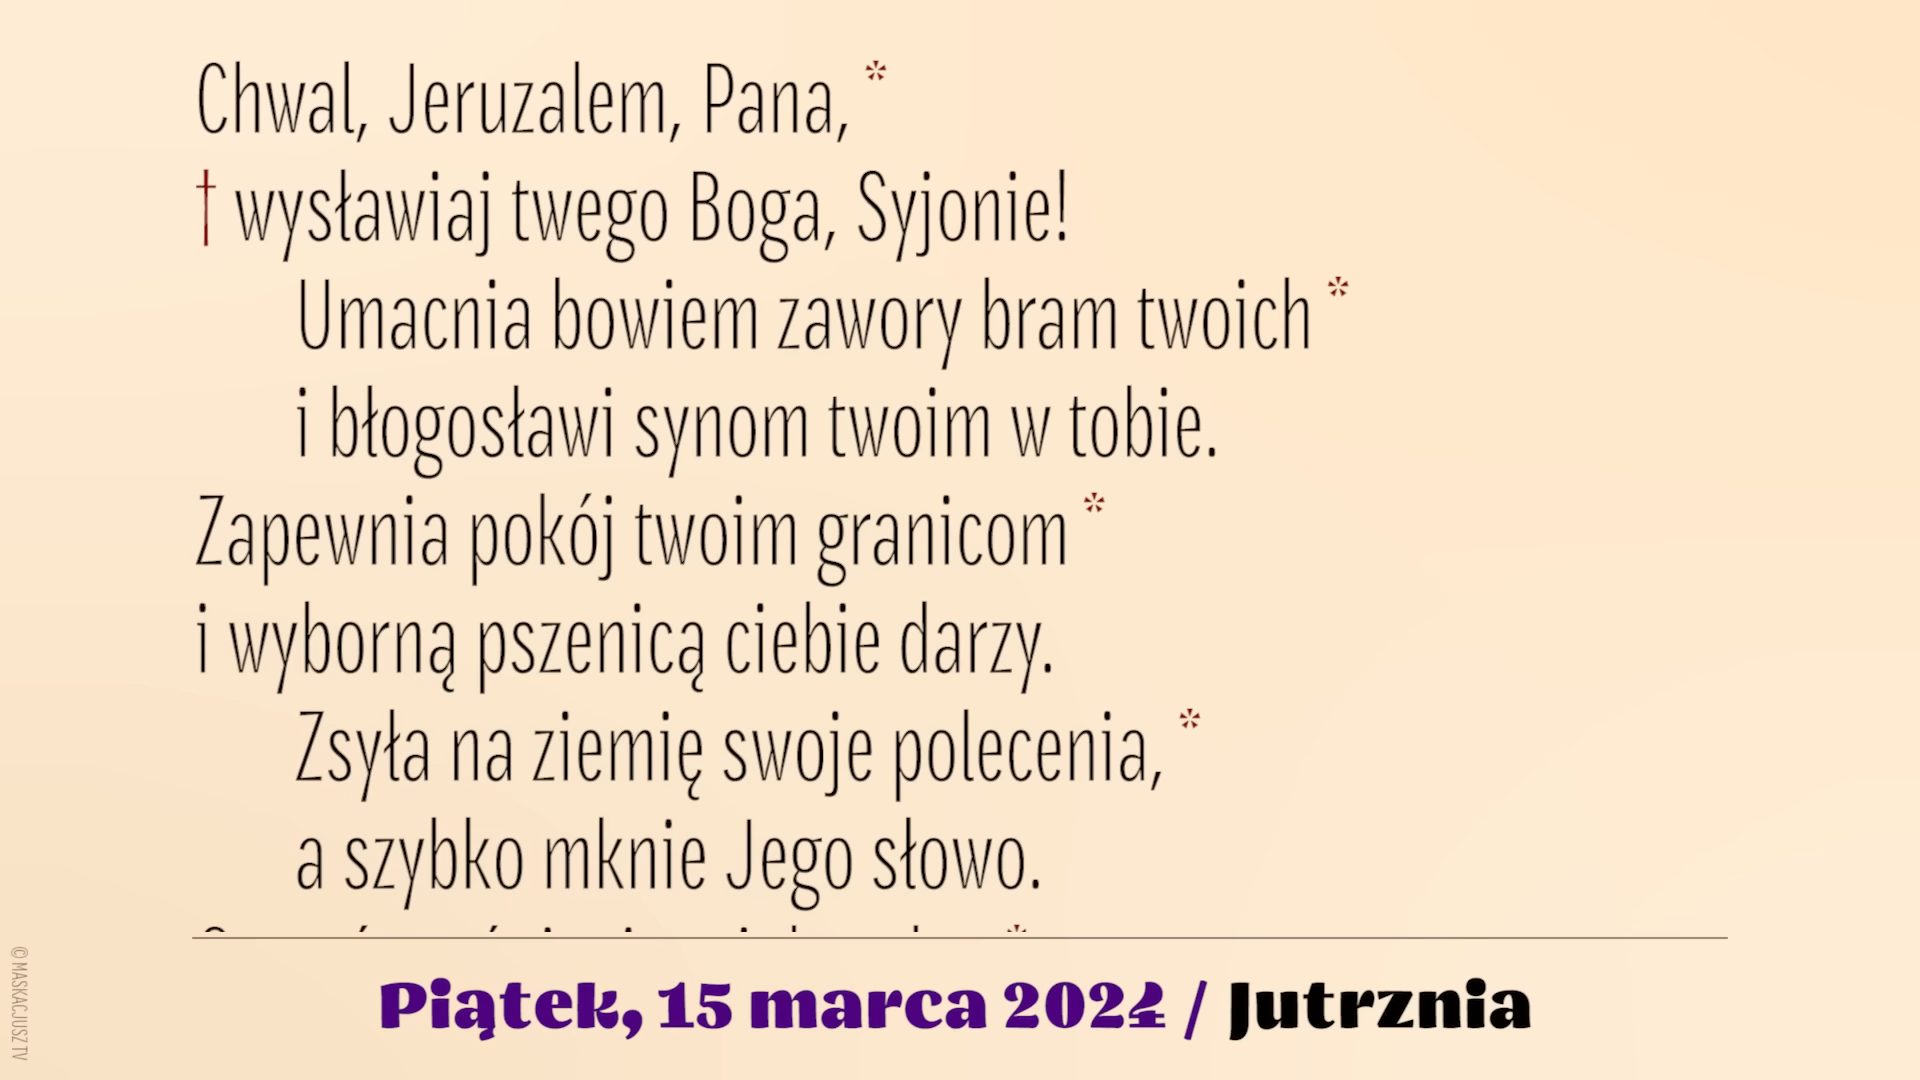 Chwal, Jeruzalem, Pana, *
† wysławiaj twego Boga, Syjonie!
Umacnia bowiem zawory bram twoich *
i błogosławi synom twoim w tobie.
Zapewnia pokój twoim granicom *
i wyborną pszenicą ciebie darzy.
Zsyła na ziemię swoje polecenia, *
a szybko mknie Jego słowo.
Piątek, 15 marca 2024 / Jutrznia
© MASKACJUSZ TV